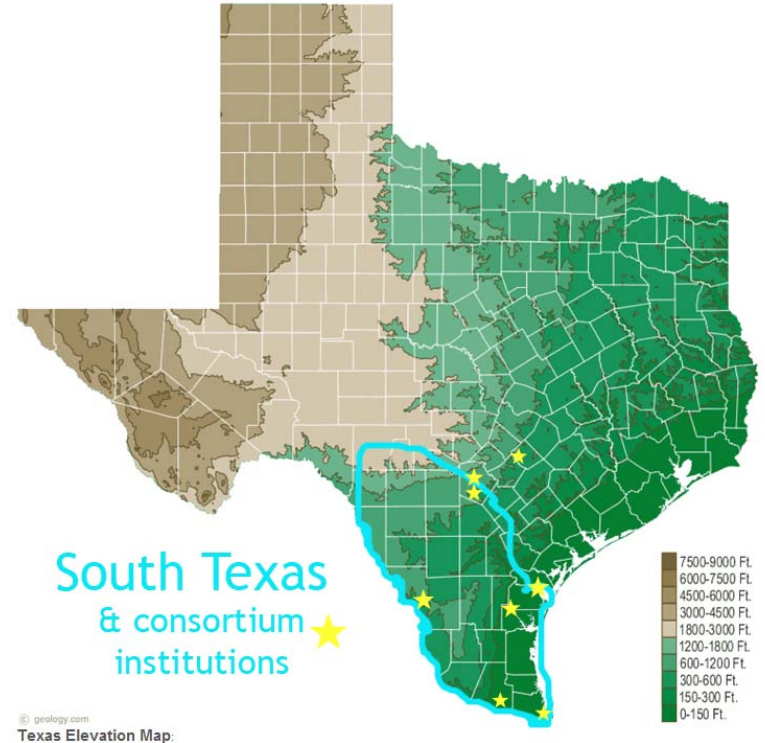 South Texas
& consortium
institutions
7500-9000 Ft.
6000-7500 Ft.
4500-6000 Ft.
3000-4500 Ft.
1800-3000 Ft.
1200-1800 Ft.
600-1200 Ft.
300-600 Ft.
150-300 Ft.
0-150 Ft.
© geology.com
Texas Elevation Map: